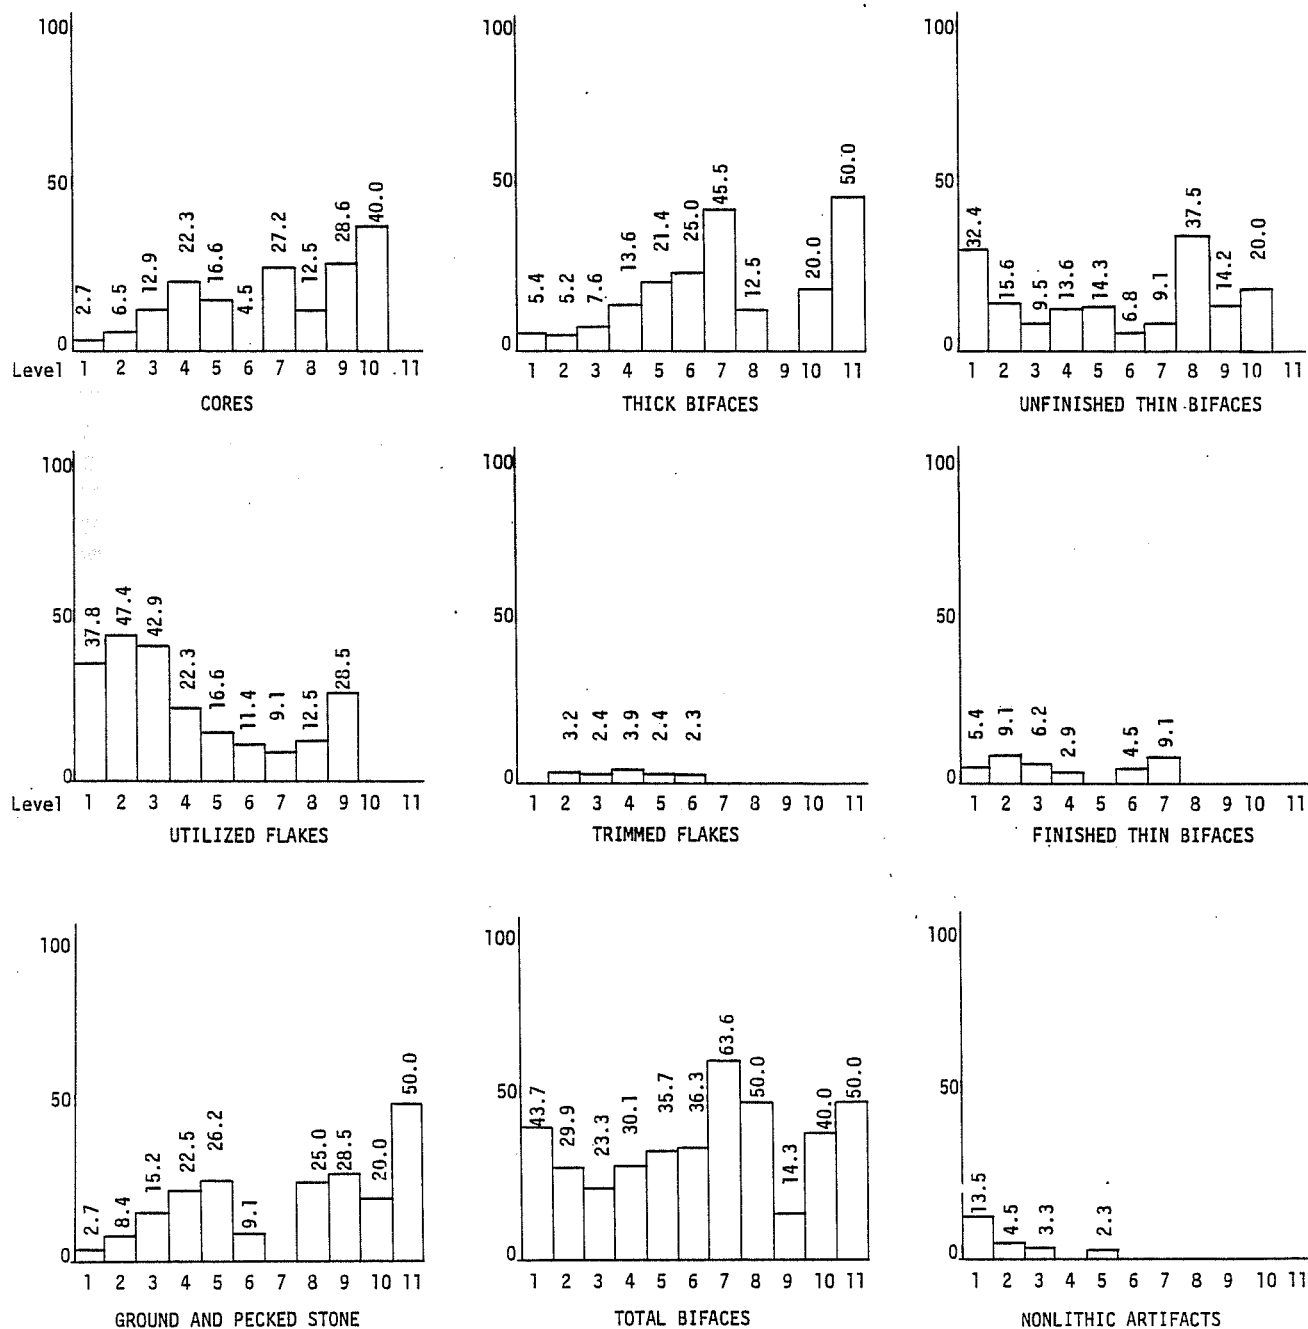 100
50
0
2.7 6.5 12.9 22.3 16.6 4.5 27.2 12.5 28.6 40.0
Level 1 2 3 4 5 6 7 8 9 10 11
CORES
100
50
0
5.4 5.2 7.6 13.6 21.4 25.0 45.5 12.5 20.0 50.0
1 2 3 4 5 6 7 8 9 10 11
THICK BIFACES
100
50
0
32.4 15.6 9.5 13.6 14.3 6.8 9.1 37.5 14.2 20.0
1 2 3 4 5 6 7 8 9 10 11
UNFINISHED THIN BIFACES
100
50
0
37.8 47.4 42.9 22.3 16.6 11.4 9.1 12.5 28.5
Level 1 2 3 4 5 6 7 8 9 10 11
UTILIZED FLAKES
100
50
0
3.2 2.4 3.9 2.4 2.3
1 2 3 4 5 6 7 8 9 10 11
TRIMMED FLAKES
100
50
0
5.4 9.1 6.2 2.9 4.5 9.1
1 2 3 4 5 6 7 8 9 10 11
FINISHED THIN BIFACES
100
50
0
2.7 8.4 15.2 22.5 26.2 9.1 25.0 28.5 20.0 50.0
1 2 3 4 5 6 7 8 9 10 11
GROUND AND PECKED STONE
100
50
0
43.7 29.9 23.3 30.1 35.7 36.3 63.6 50.0 14.3 40.0 50.0
1 2 3 4 5 6 7 8 9 10 11
TOTAL BIFACES
100
50
0
13.5 4.5 3.3 2.3
1 2 3 4 5 6 7 8 9 10 11
NONLITHIC ARTIFACTS